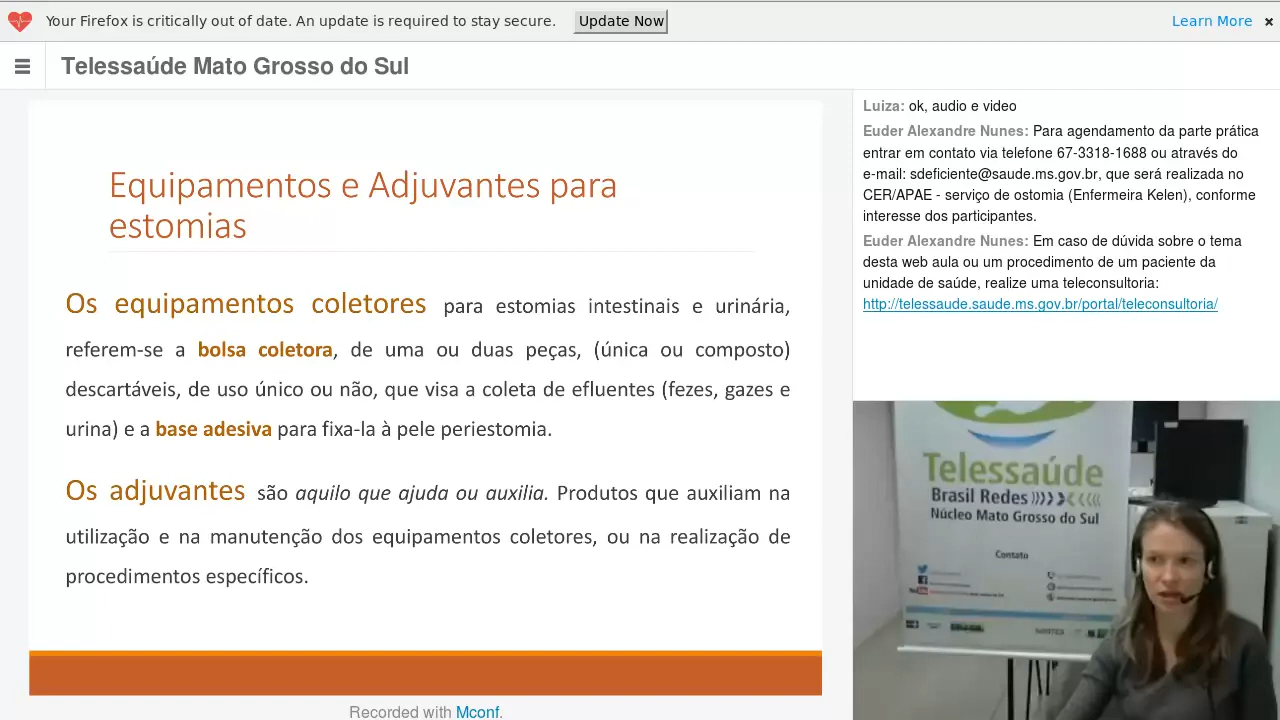 Your Firefox is critically out of date. An update is required to stay secure. Update Now Learn More ×
Telessaúde Mato Grosso do Sul
Equipamentos e Adjuvantes para
estomias
Os equipamentos coletores para estomias intestinais e urinária,
referem-se a bolsa coletora, de uma ou duas peças, (única ou composto)
descartáveis, de uso único ou não, que visa a coleta de efluentes (fezes, gazes e
urina) e a base adesiva para fixa-la à pele periestomia.
Os adjuvantes são aquilo que ajuda ou auxilia. Produtos que auxiliam na
utilização e na manutenção dos equipamentos coletores, ou na realização de
procedimentos específicos.
Recorded with Mconf.
Luiza: ok, audio e video
Euder Alexandre Nunes: Para agendamento da parte prática
entrar em contato via telefone 67-3318-1688 ou através do
e-mail: sdeficiente@saude.ms.gov.br, que será realizada no
CER/APAE - serviço de ostomia (Enfermeira Kelen), conforme
interesse dos participantes.
Euder Alexandre Nunes: Em caso de dúvida sobre o tema
desta web aula ou um procedimento de um paciente da
unidade de saúde, realize uma teleconsultoria:
http://telessaude.saude.ms.gov.br/portal/teleconsultoria/
Telessaúde
Brasil Redes
Núcleo Mato Grosso do Sul
Contato